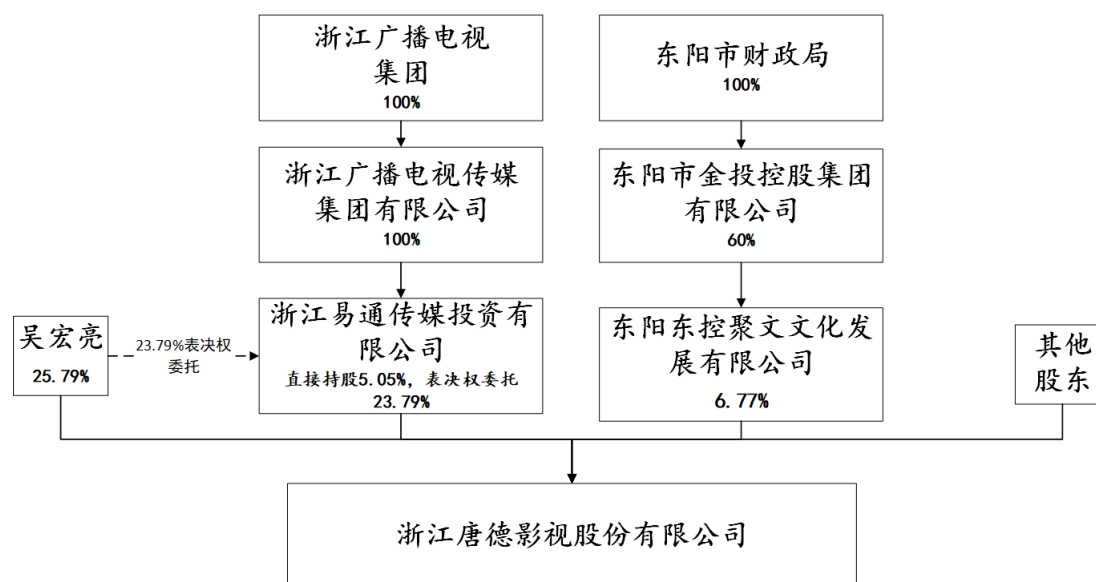 浙江广播电视
集团
100%
东阳市财政局
100%
浙江广播电视传媒
集团有限公司
100%
东阳市金投控股集团
有限公司
60%
吴宏亮
25.79%
23.79%表决权
委托
浙江易通传媒投资有
限公司
直接持股5.05%，表决权委托
23.79%
东阳东控聚文文化发
展有限公司
6.77%
其他
股东
浙江唐德影视股份有限公司